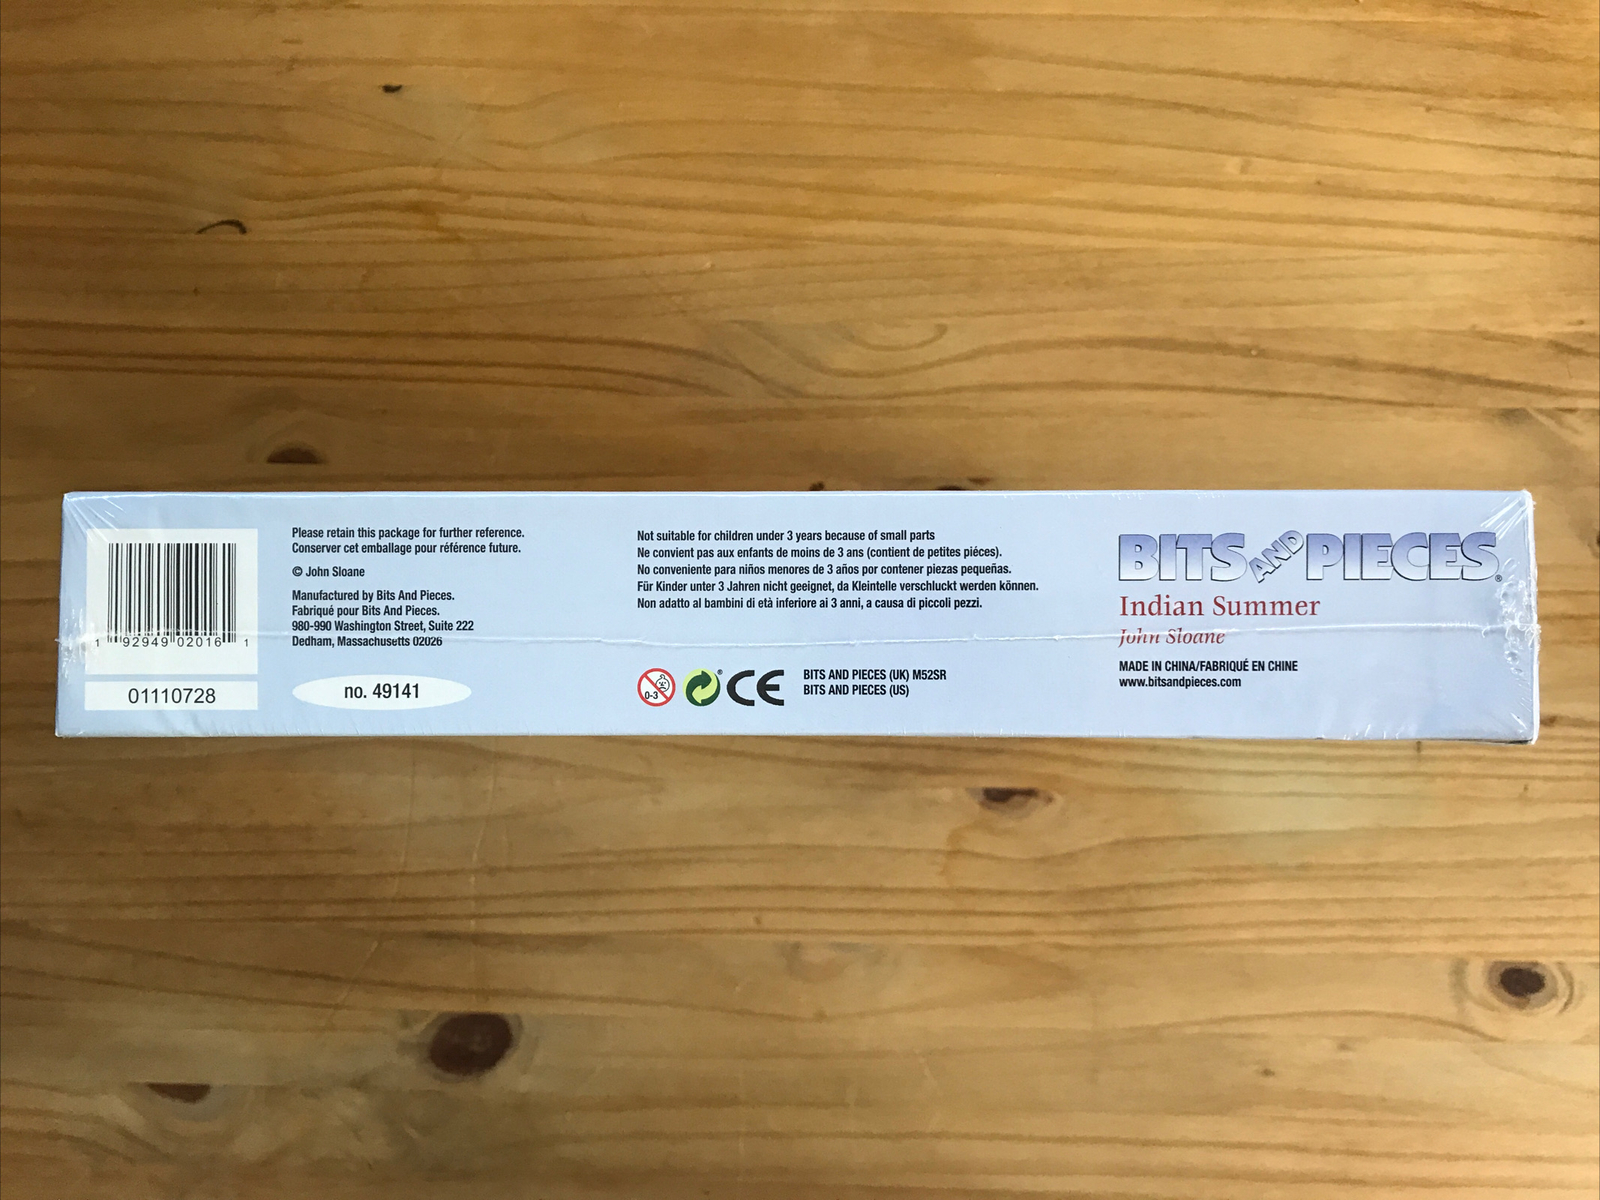 1 92949 02016 1
01110728
Please retain this package for further reference.
Conserver cet emballage pour référence future.
© John Sloane
Manufactured by Bits And Pieces.
Fabriqué pour Bits And Pieces.
980-990 Washington Street, Suite 222
Dedham, Massachusetts 02026
no. 49141
Not suitable for children under 3 years because of small parts
Ne convient pas aux enfants de moins de 3 ans (contient de petites piéces).
No conveniente para niños menores de 3 años por contener piezas pequeñas.
Für Kinder unter 3 Jahren nicht geeignet, da Kleintelle verschluckt werden können.
Non adatto al bambini di età inferiore ai 3 anni, a causa di piccoli pezzi.
0-3
CE
BITS AND PIECES (UK) M52SR
BITS AND PIECES (US)
BITS AND PIECES®
Indian Summer
John Sloane
MADE IN CHINA/FABRIQUÉ EN CHINE
www.bitsandpieces.com